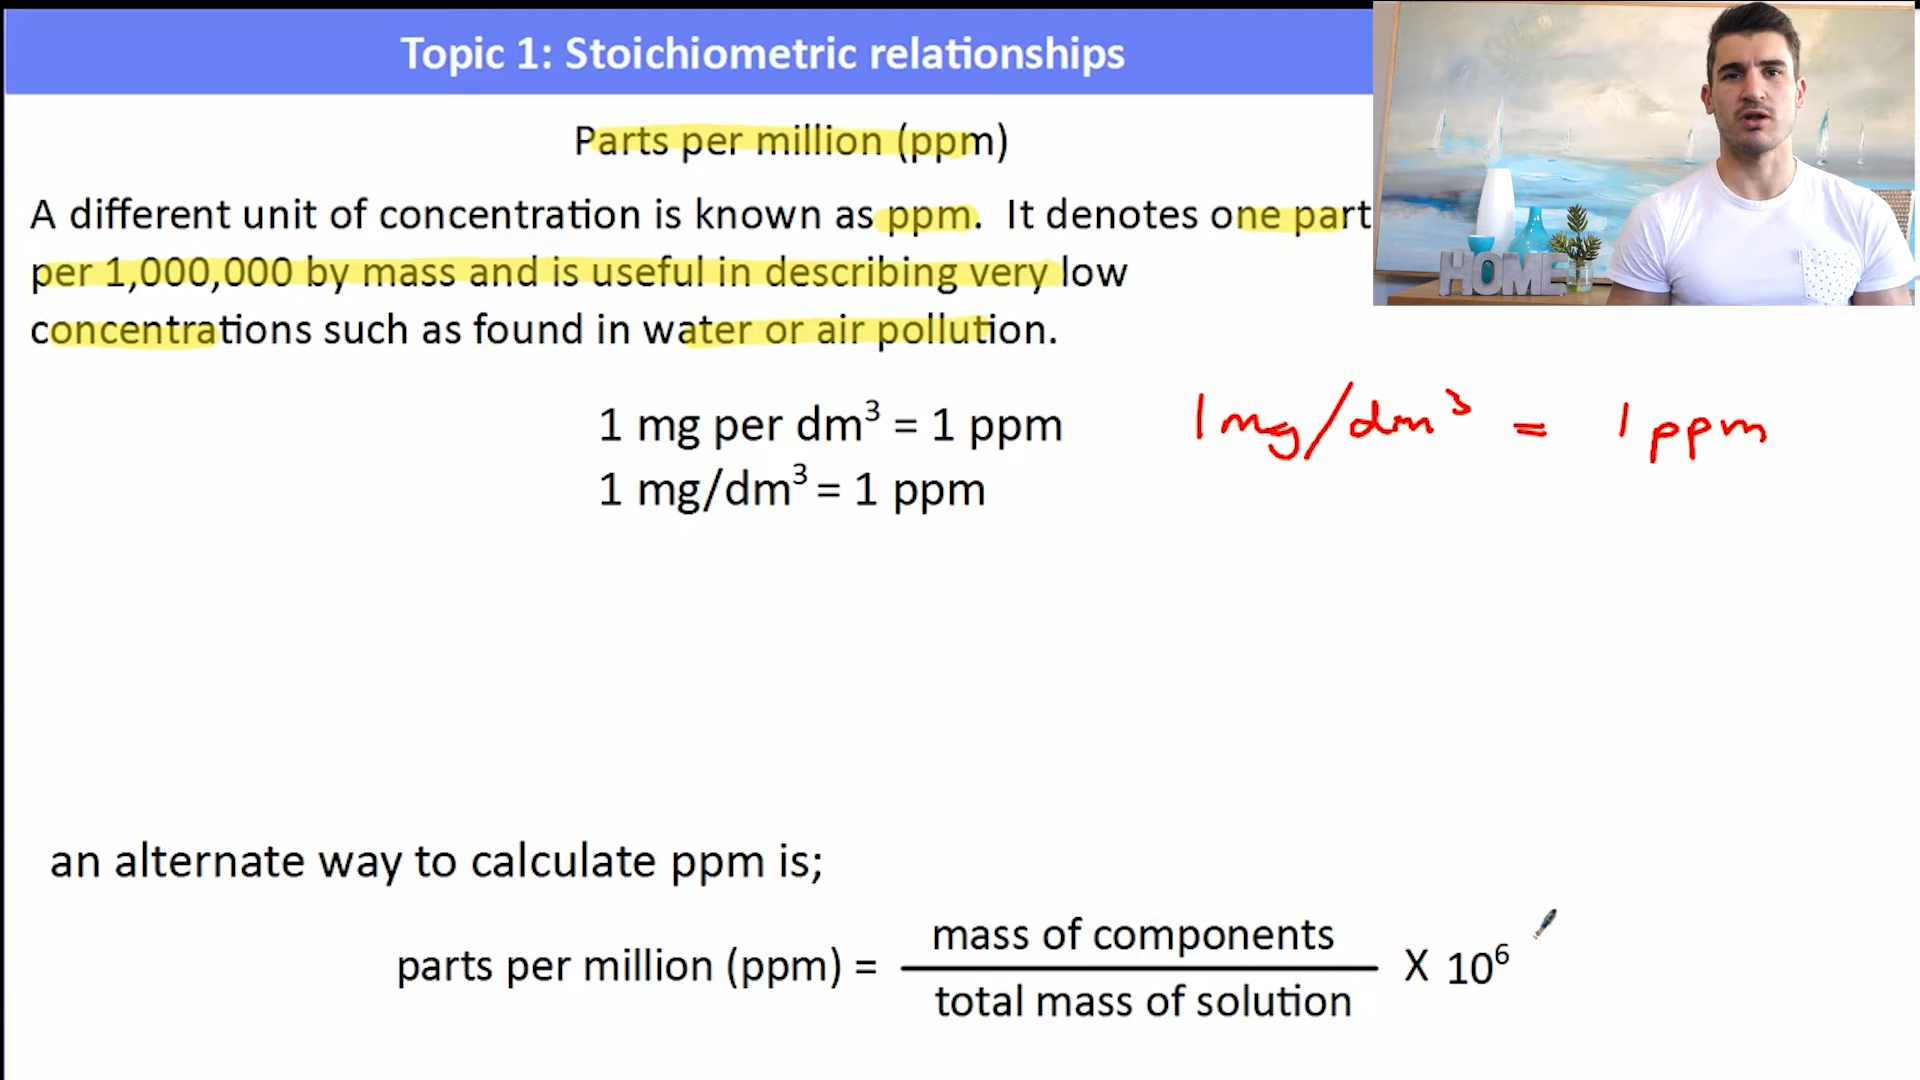 Topic 1: Stoichiometric relationships
Parts per million (ppm)
A different unit of concentration is known as ppm. It denotes one part
per 1,000,000 by mass and is useful in describing very low
concentrations such as found in water or air pollution.
1 mg per dm³ = 1 ppm
1 mg/dm³ = 1 ppm
1mg/dm³ = 1 ppm
an alternate way to calculate ppm is;
parts per million (ppm) =
mass of components
total mass of solution
X 10⁶
HOME